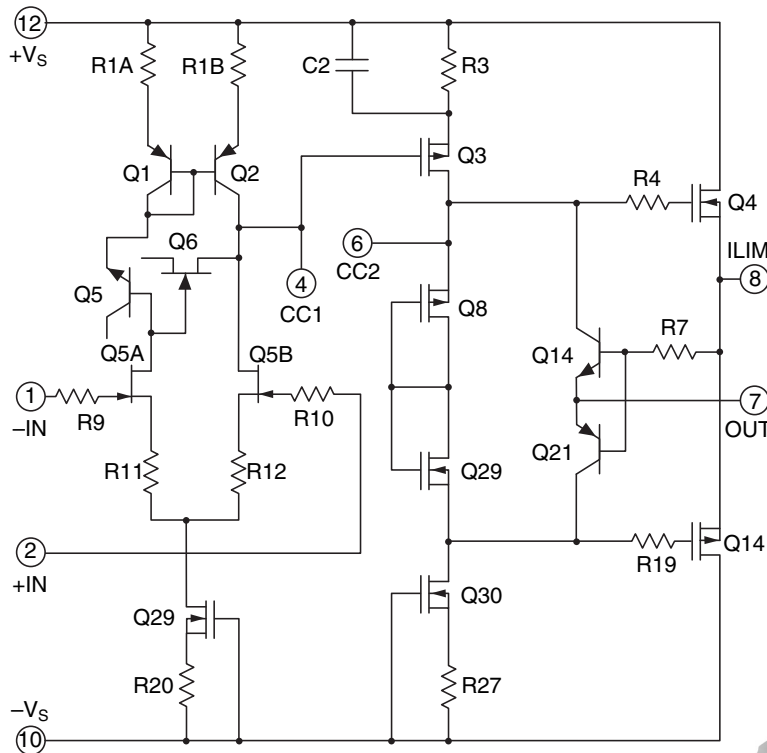 12
+VS
R1A
R1B
C2
R3
Q1
Q2
Q3
R4
Q4
Q6
4
CC1
6
CC2
ILIM
8
Q5
Q8
Q5A
Q5B
Q14
R7
1
–IN
R9
R10
7
OUT
R11
R12
Q21
Q29
2
+IN
R19
Q14
Q29
Q30
R20
R27
–VS
10